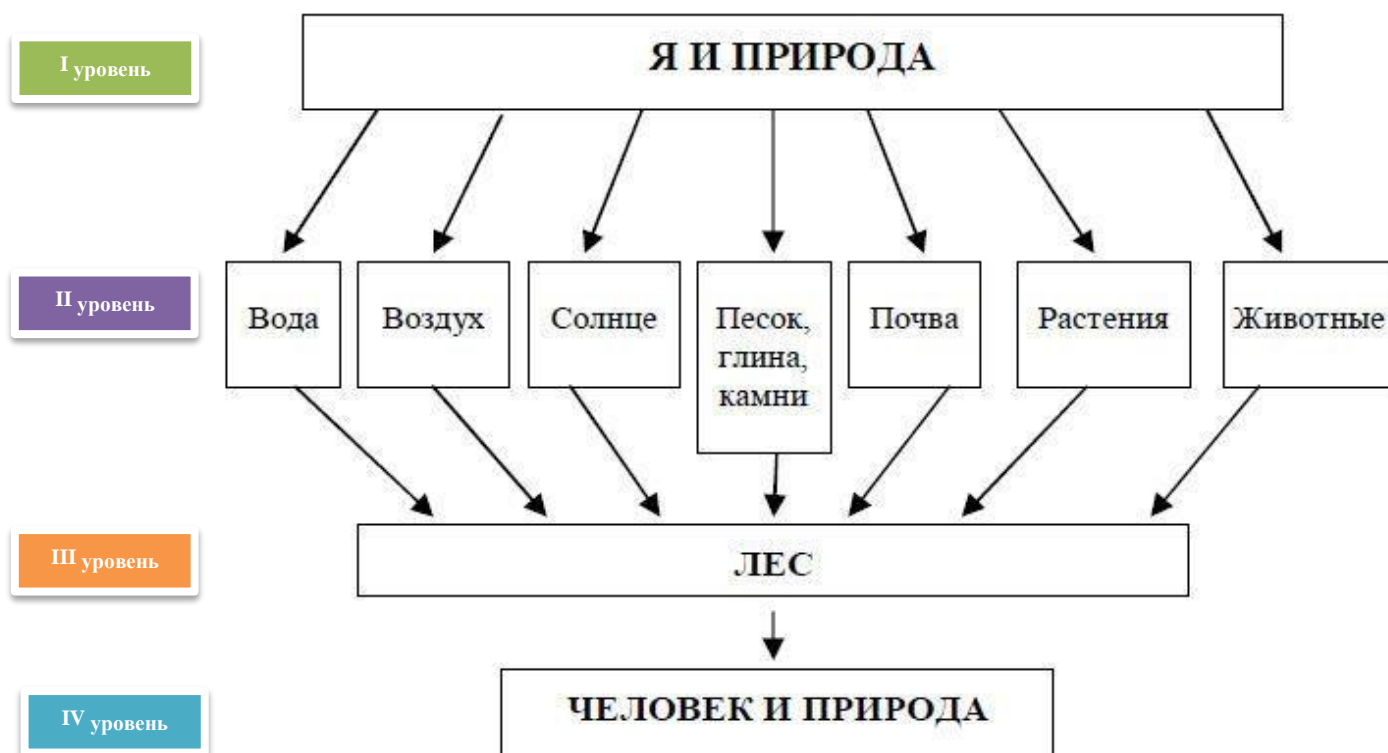 I уровень
Я И ПРИРОДА
II уровень
Вода
Воздух
Солнце
Песок,
глина,
камни
Почва
Растения
Животные
III уровень
ЛЕС
IV уровень
ЧЕЛОВЕК И ПРИРОДА